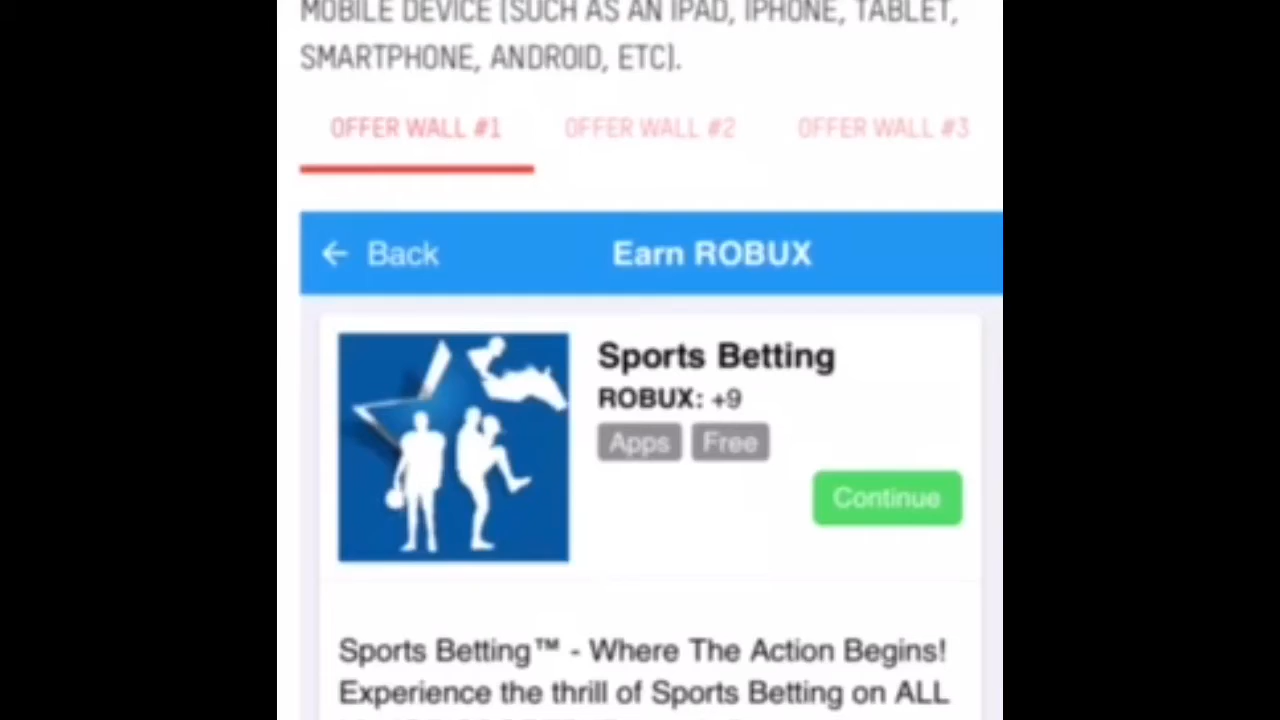 MOBILE DEVICE (SUCH AS AN IPAD, IPHONE, TABLET,
SMARTPHONE, ANDROID, ETC).
OFFER WALL #1 OFFER WALL #2 OFFER WALL #3
← Back Earn ROBUX
Sports Betting
ROBUX: +9
Apps Free
Continue
Sports Betting™ - Where The Action Begins!
Experience the thrill of Sports Betting on ALL